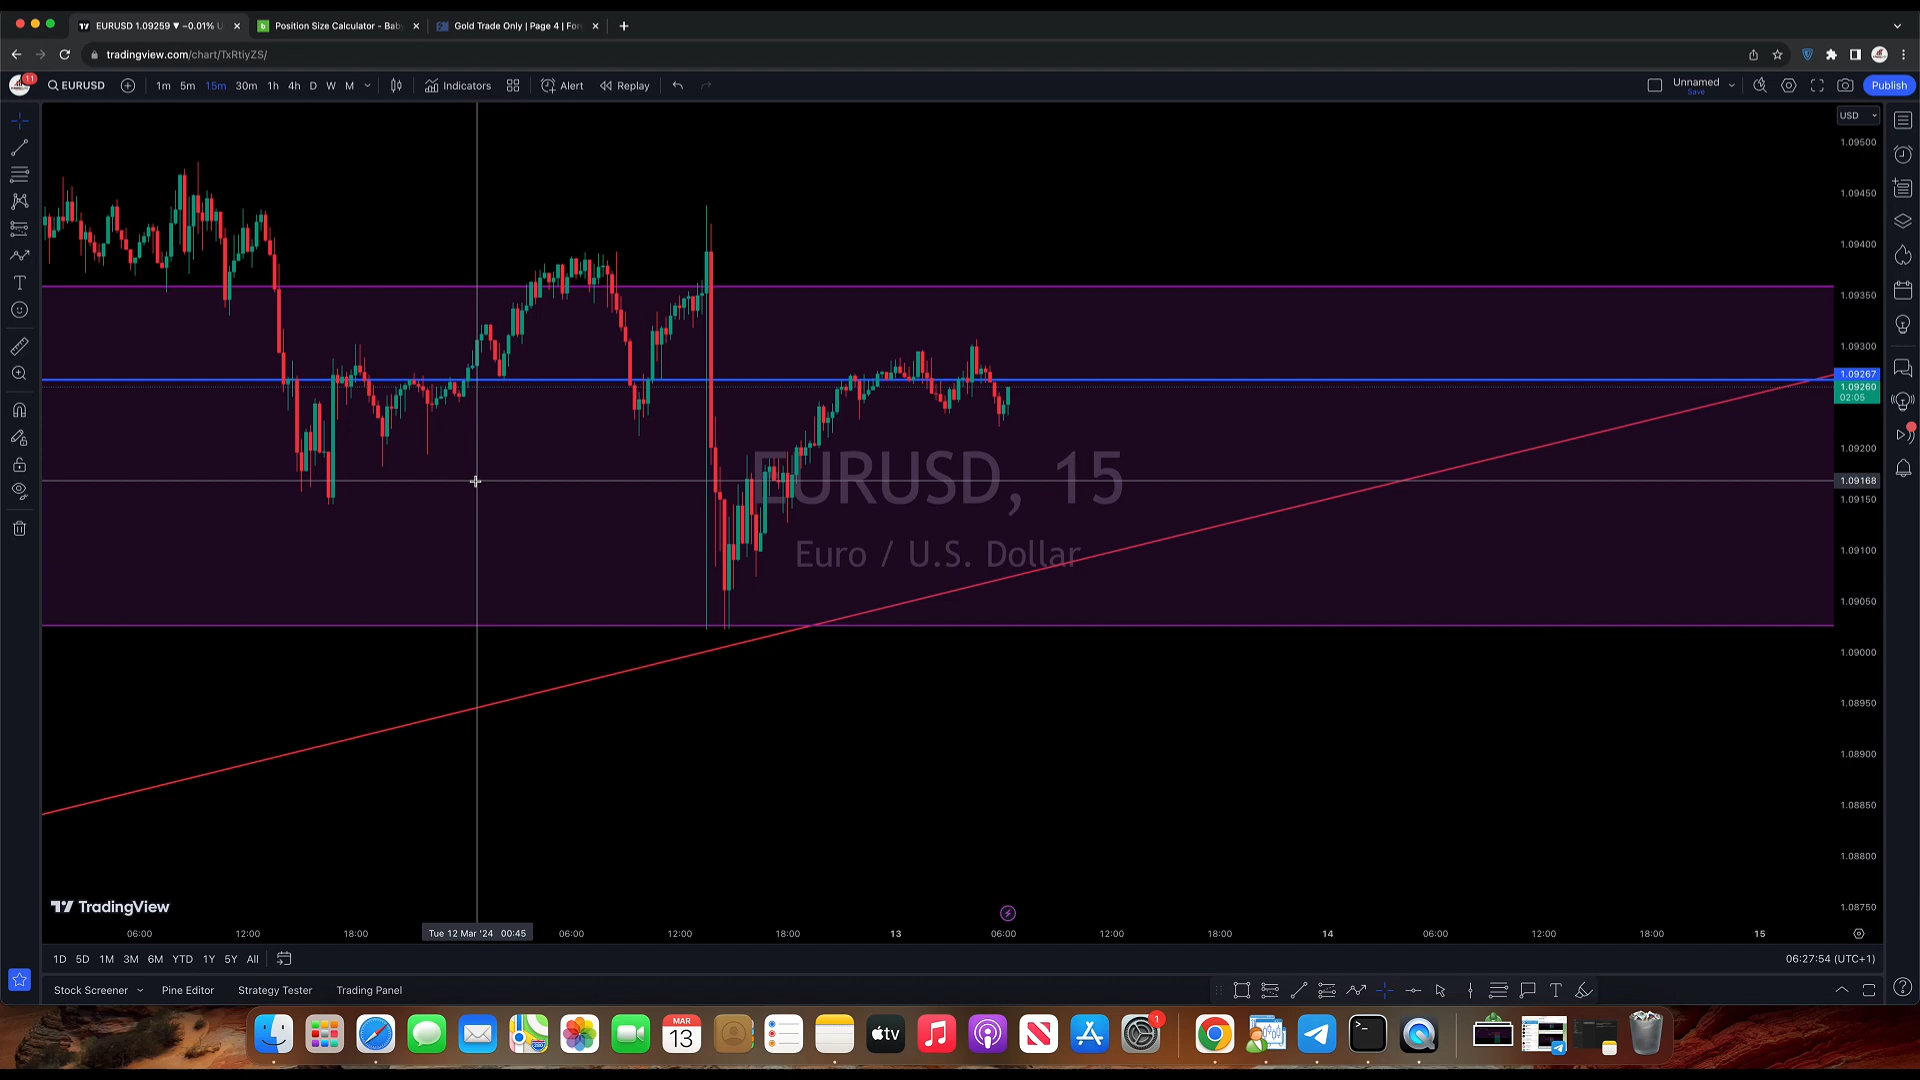 EURUSD 1.09259 ▼ −0.01% U
Position Size Calculator - Bab
Gold Trade Only | Page 4 | For
tradingview.com/chart/TxRtiyZS/
11
EURUSD
1m 5m 15m 30m 1h 4h D W M
Indicators
Alert
Replay
Unnamed
Save
Publish
USD
1.09500
1.09450
1.09400
1.09350
1.09300
1.09267
1.09260
02:05
1.09200
1.09168
1.09150
1.09100
1.09050
1.09000
1.08950
1.08900
1.08850
1.08800
1.08750
EURUSD, 15
Euro / U.S. Dollar
TradingView
06:00 12:00 18:00 Tue 12 Mar '24 00:45 06:00 12:00 18:00 13 06:00 12:00 18:00 14 06:00 12:00 18:00 15
1D 5D 1M 3M 6M YTD 1Y 5Y All
06:27:54 (UTC+1)
Stock Screener Pine Editor Strategy Tester Trading Panel
MAR
13
tv
1